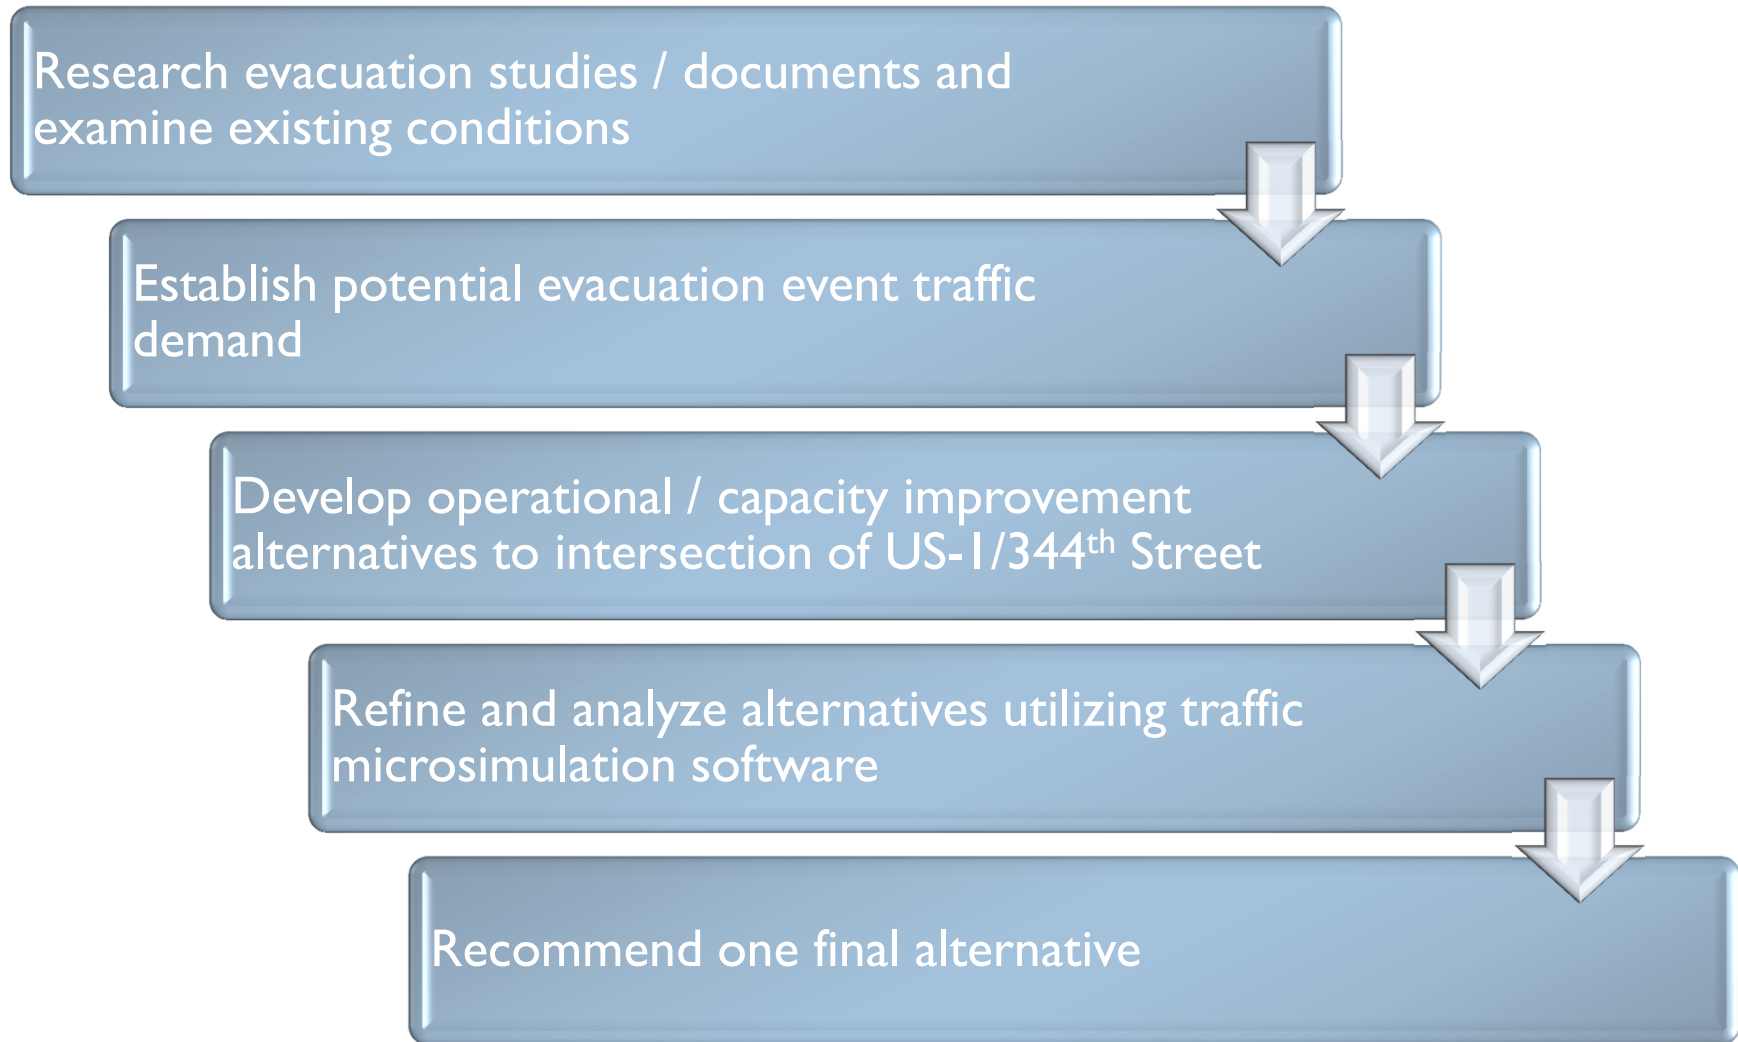 Research evacuation studies / documents and
examine existing conditions
Establish potential evacuation event traffic
demand
Develop operational / capacity improvement
alternatives to intersection of US-1/344th Street
Refine and analyze alternatives utilizing traffic
microsimulation software
Recommend one final alternative